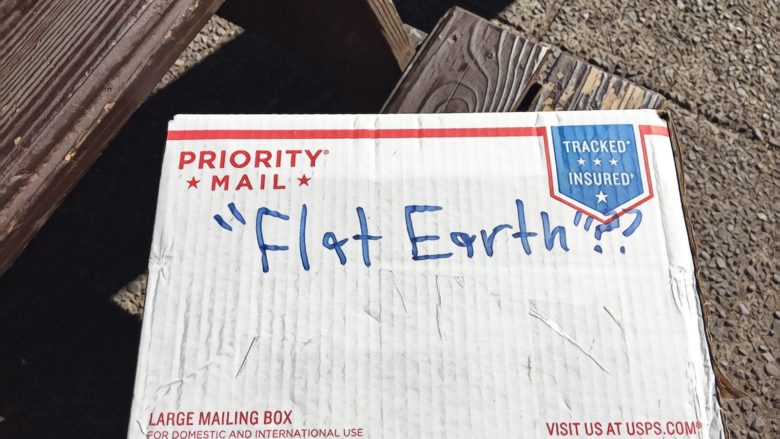 PRIORITY®
★ MAIL ★
TRACKED**
★ ★ ★
INSURED†
★
"Flat Earth"??
LARGE MAILING BOX
FOR DOMESTIC AND INTERNATIONAL USE
VISIT US AT USPS.COM®